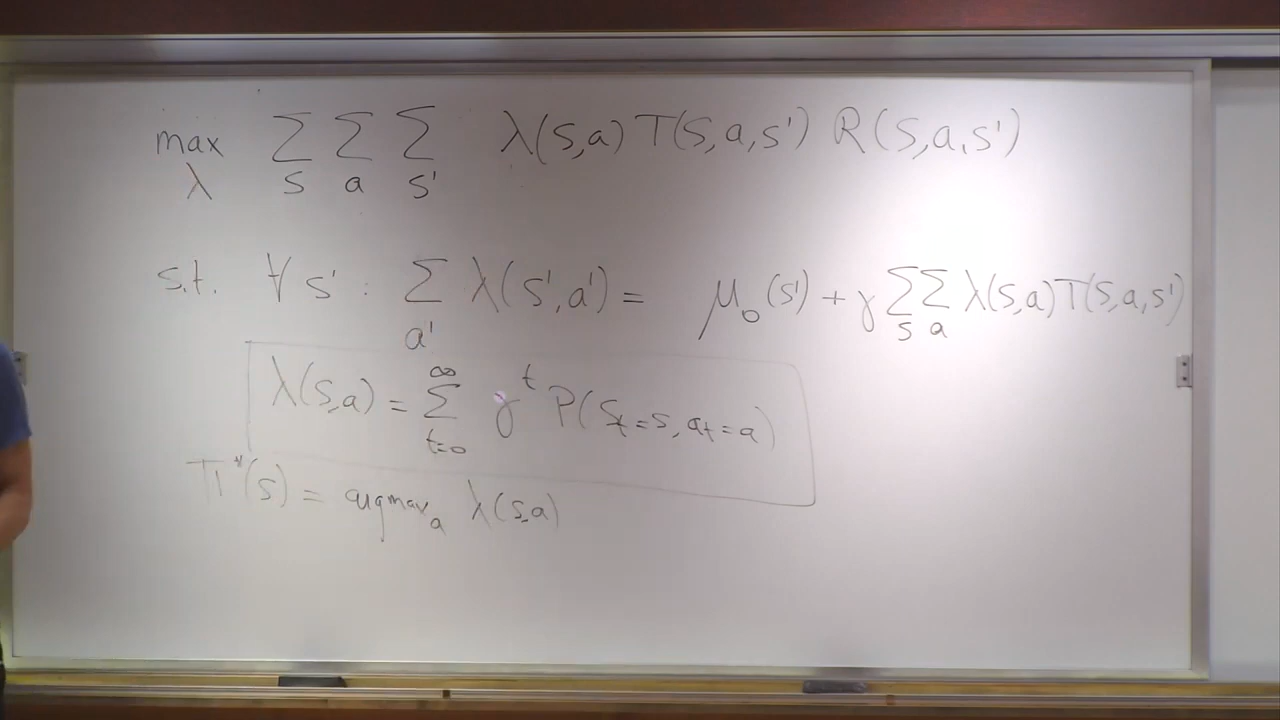 max λ ∑s ∑a ∑s' λ(s,a) T(s,a,s') R(s,a,s')
s.t. ∀ s' : ∑a' λ(s',a') = μ₀(s') + γ ∑s ∑a λ(s,a) T(s,a,s')
λ(s,a) = ∑t=0^∞ γ^t P(s_t=s, a_t=a)
π*(s) = argmax_a λ(s,a)